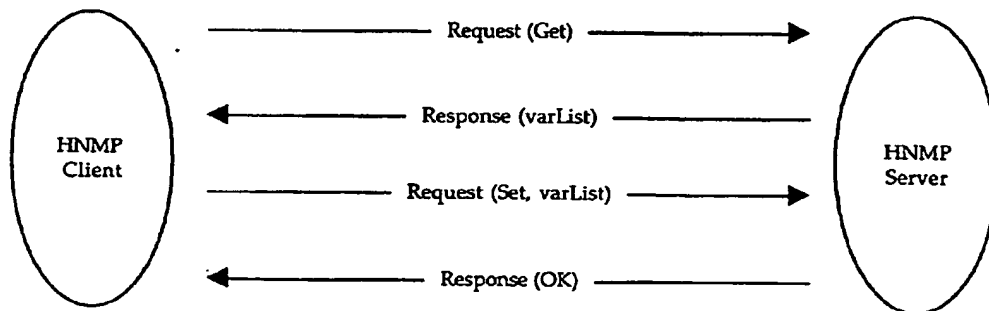 Request (Get)
Response (varList)
HNMP
Client
HNMP
Server
Request (Set, varList)
Response (OK)